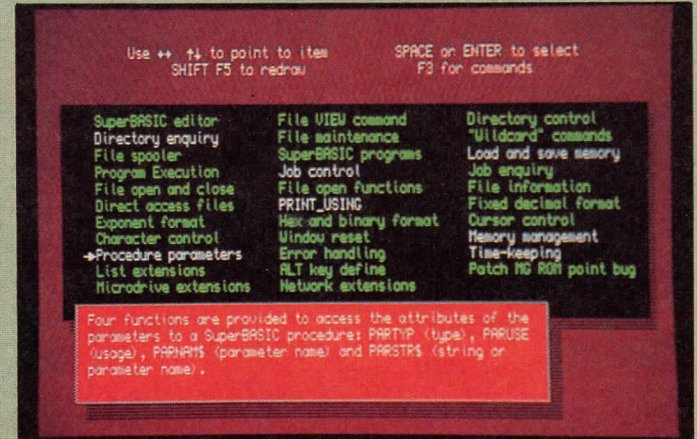 Use ↔ ↑↓ to point to item
SHIFT F5 to redraw
SPACE or ENTER to select
F3 for commands
SuperBASIC editor
Directory enquiry
File spooler
Program Execution
File open and close
Direct access files
Exponent format
Character control
→Procedure parameters
List extensions
Microdrive extensions
File VIEW command
File maintenance
SuperBASIC programs
Job control
File open functions
PRINT_USING
Hex and binary format
Window reset
Error handling
ALT key define
Network extensions
Directory control
"Wildcard" commands
Load and save memory
Job enquiry
File information
Fixed decimal format
Cursor control
Memory management
Time-keeping
Patch MG ROM point bug
Four functions are provided to access the attributes of the
parameters to a SuperBASIC procedure: PARTYP (type), PARUSE
(usage), PARNAM$ (parameter name) and PARSTR$ (string or
parameter name).